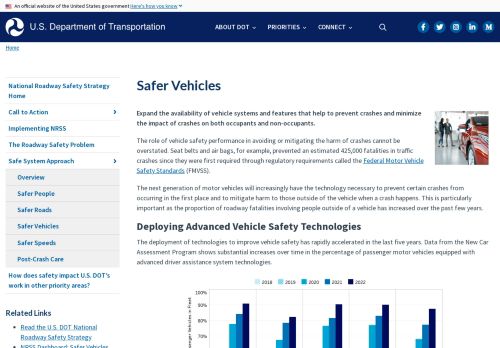 An official website of the United States government Here's how you know
U.S. Department of Transportation
ABOUT DOT
PRIORITIES
CONNECT
Home
National Roadway Safety Strategy
Home
Call to Action
Implementing NRSS
The Roadway Safety Problem
Safe System Approach
Overview
Safer People
Safer Roads
Safer Vehicles
Safer Speeds
Post-Crash Care
How does safety impact U.S. DOT's
work in other priority areas?
Related Links
Read the U.S. DOT National
Roadway Safety Strategy
NRSS Dashboard: Safer Vehicles
Safer Vehicles
Expand the availability of vehicle systems and features that help to prevent crashes and minimize
the impact of crashes on both occupants and non-occupants.
The role of vehicle safety performance in avoiding or mitigating the harm of crashes cannot be
overstated. Seat belts and air bags, for example, prevented an estimated 425,000 fatalities in traffic
crashes since they were first required through regulatory requirements called the Federal Motor Vehicle
Safety Standards (FMVSS).
The next generation of motor vehicles will increasingly have the technology necessary to prevent certain crashes from
occurring in the first place and to mitigate harm to those outside of the vehicle when a crash happens. This is particularly
important as the proportion of roadway fatalities involving people outside of a vehicle has increased over the past few years.
Deploying Advanced Vehicle Safety Technologies
The deployment of technologies to improve vehicle safety has rapidly accelerated in the last five years. Data from the New Car
Assessment Program shows substantial increases over time in the percentage of passenger motor vehicles equipped with
advanced driver assistance system technologies.
2018 2019 2020 2021 2022
100%
90%
80%
70%
senger Vehicles in Fleet